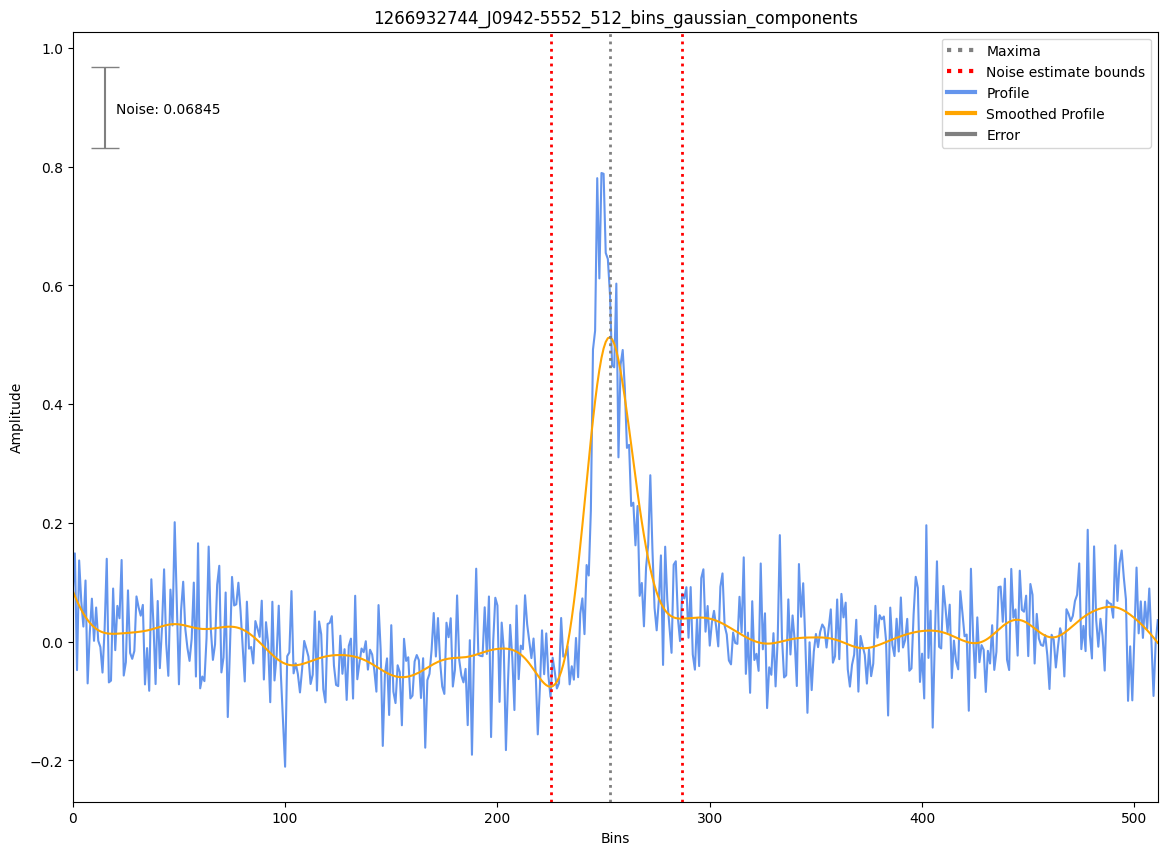 1266932744_J0942-5552_512_bins_gaussian_components
1.0
0.8
0.6
0.4
0.2
0.0
−0.2
Amplitude
Noise: 0.06845
Maxima
Noise estimate bounds
Profile
Smoothed Profile
Error
0
100
200
300
400
500
Bins